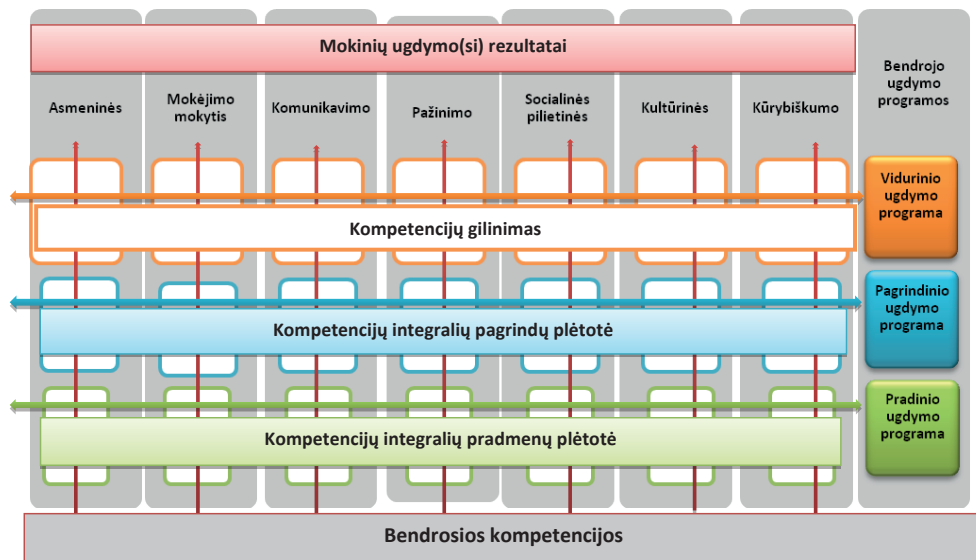 Mokinių ugdymo(si) rezultatai
Bendrojo
ugdymo
programos
Asmeninės
Mokėjimo
mokytis
Komunikavimo
Pažinimo
Socialinės
pilietinės
Kultūrinės
Kūrybiškumo
Vidurinio
ugdymo
programa
Kompetencijų gilinimas
Pagrindinio
ugdymo
programa
Kompetencijų integralių pagrindų plėtotė
Pradinio
ugdymo
programa
Kompetencijų integralių pradmenų plėtotė
Bendrosios kompetencijos